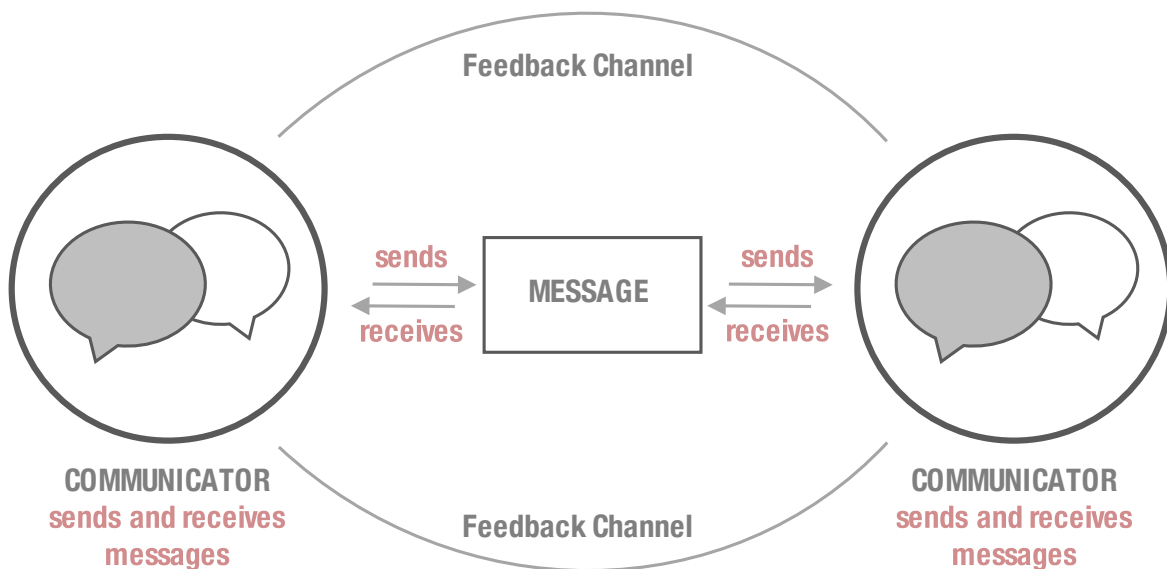 Feedback Channel
sends
receives
MESSAGE
sends
receives
COMMUNICATOR
sends and receives
messages
COMMUNICATOR
sends and receives
messages
Feedback Channel